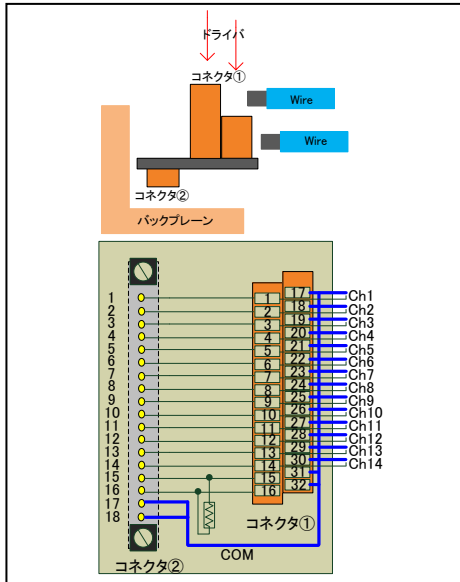 ドライバ
コネクタ①
Wire
Wire
コネクタ②
バックプレーン
1
2
3
4
5
6
7
8
9
10
11
12
13
14
15
16
17
18
1
2
3
4
5
6
7
8
9
10
11
12
13
14
15
16
17
18
19
20
21
22
23
24
25
26
27
28
29
30
31
32
Ch1
Ch2
Ch3
Ch4
Ch5
Ch6
Ch7
Ch8
Ch9
Ch10
Ch11
Ch12
Ch13
Ch14
コネクタ①
COM
コネクタ②